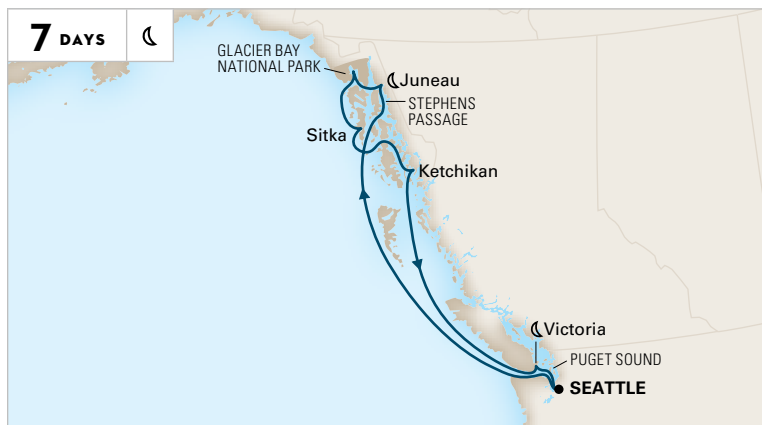 7 DAYS
GLACIER BAY
NATIONAL PARK
Juneau
STEPHENS
PASSAGE
Sitka
Ketchikan
Victoria
PUGET SOUND
SEATTLE